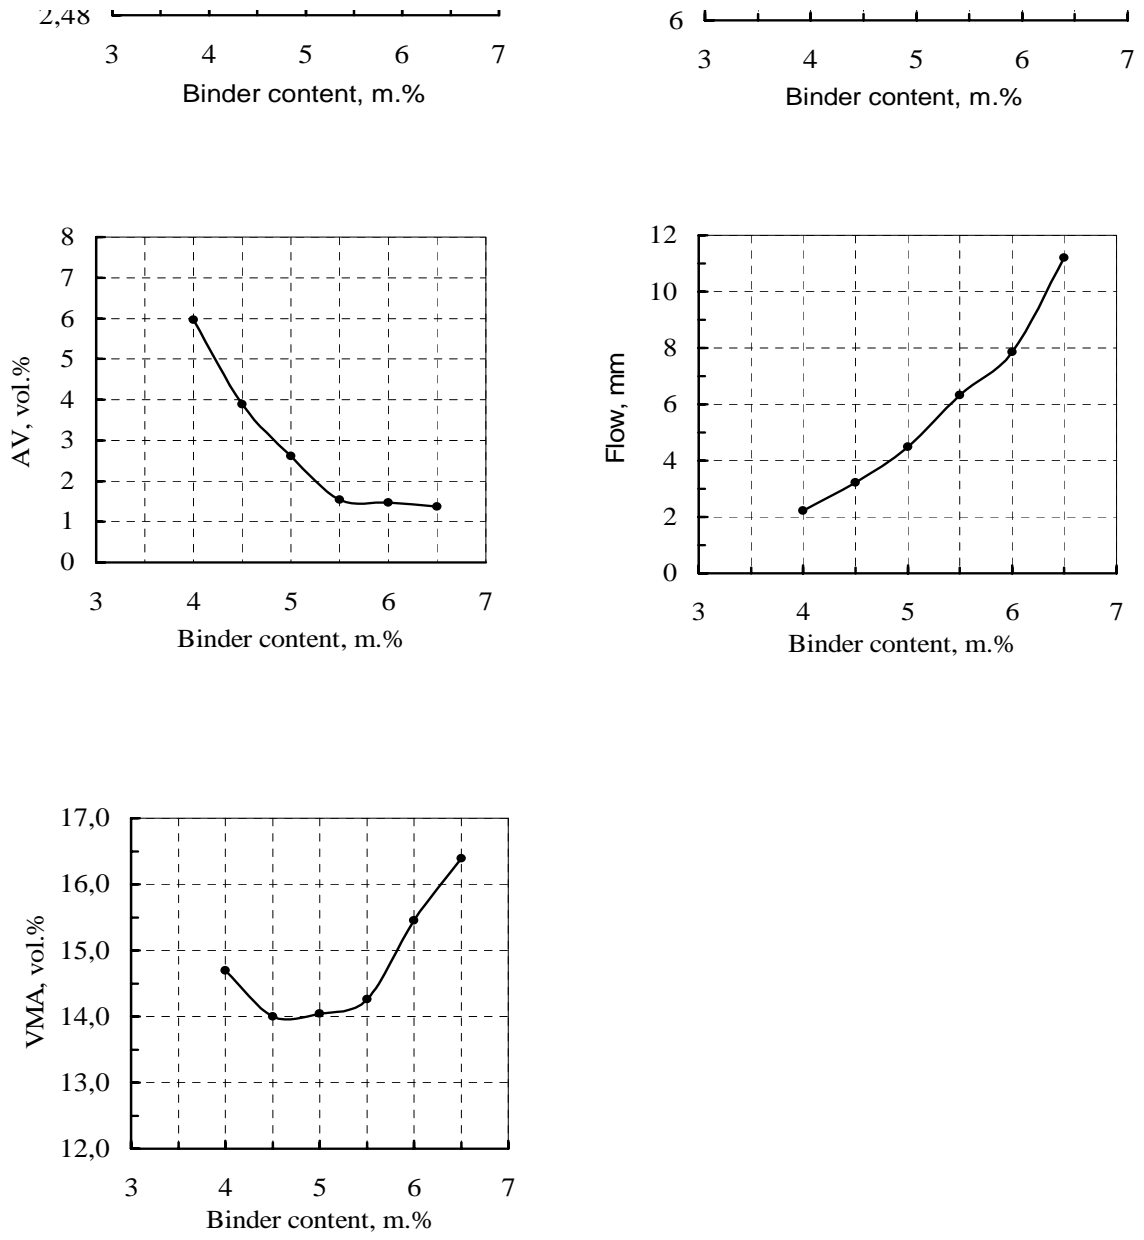 2,48
3 4 5 6 7
Binder content, m.%
6
3 4 5 6 7
Binder content, m.%
8
7
6
5
4
3
2
1
0
AV, vol.%
3 4 5 6 7
Binder content, m.%
12
10
8
6
4
2
0
Flow, mm
3 4 5 6 7
Binder content, m.%
17,0
16,0
15,0
14,0
13,0
12,0
VMA, vol.%
3 4 5 6 7
Binder content, m.%